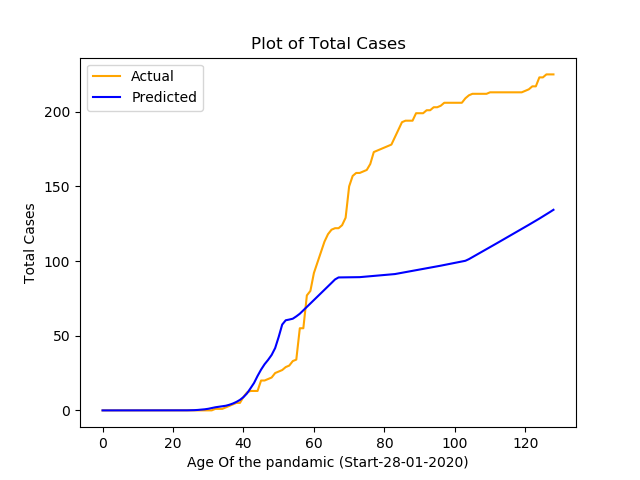 Plot of Total Cases
Actual
Predicted
200
150
100
50
0
Total Cases
0 20 40 60 80 100 120
Age Of the pandamic (Start-28-01-2020)